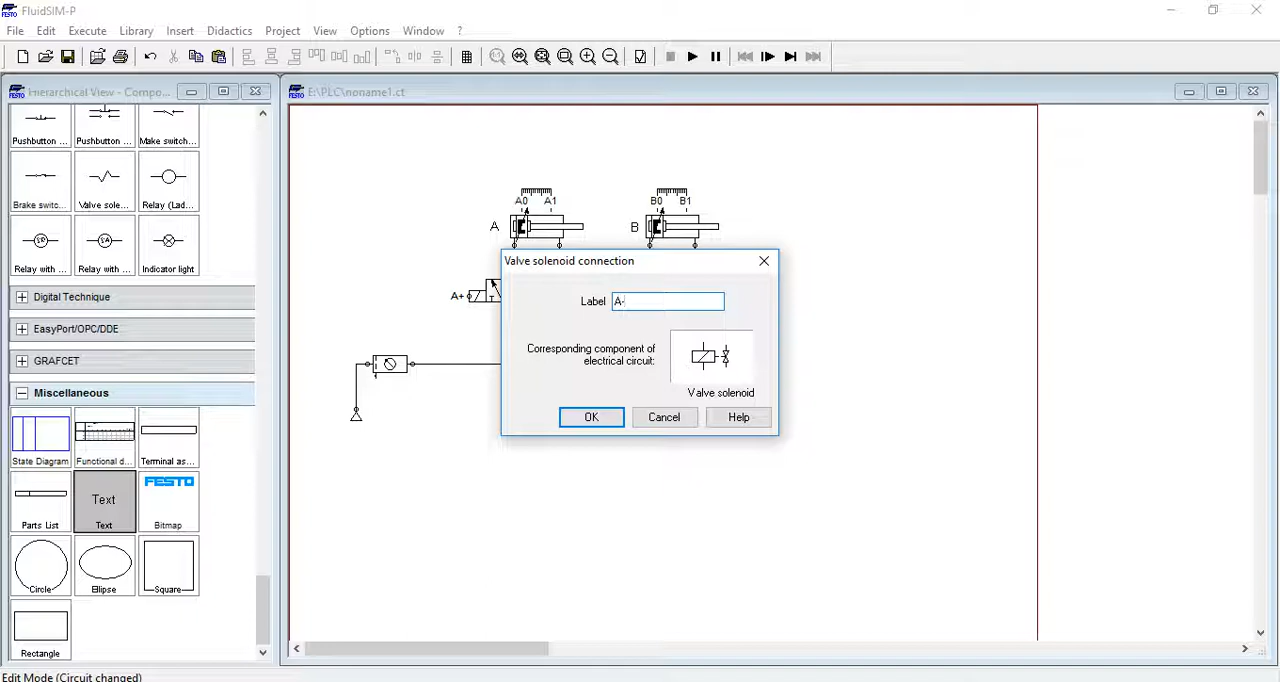 FluidSIM-P
File Edit Execute Library Insert Draw Didactics Project View Options Window ?
FESTO Hierarchical View - Compo...
FESTO E:\PLC\noname1.ct
Pushbutton ... Pushbutton ... Make switch...
Brake switc... Valve sole... Relay (Lad...
Relay with ... Relay with ... Indicator light
Digital Technique
EasyPort/OPC/DDE
GRAFCET
Miscellaneous
State Diagram Functional d... Terminal as...
Text FESTO
Parts List Text Bitmap
Circle Ellipse Square
Rectangle
A0 A1 B0 B1
A B
A+
Valve solenoid connection
Label A-
Corresponding component of
electrical circuit:
Valve solenoid
OK Cancel Help
Edit Mode (Circuit changed)